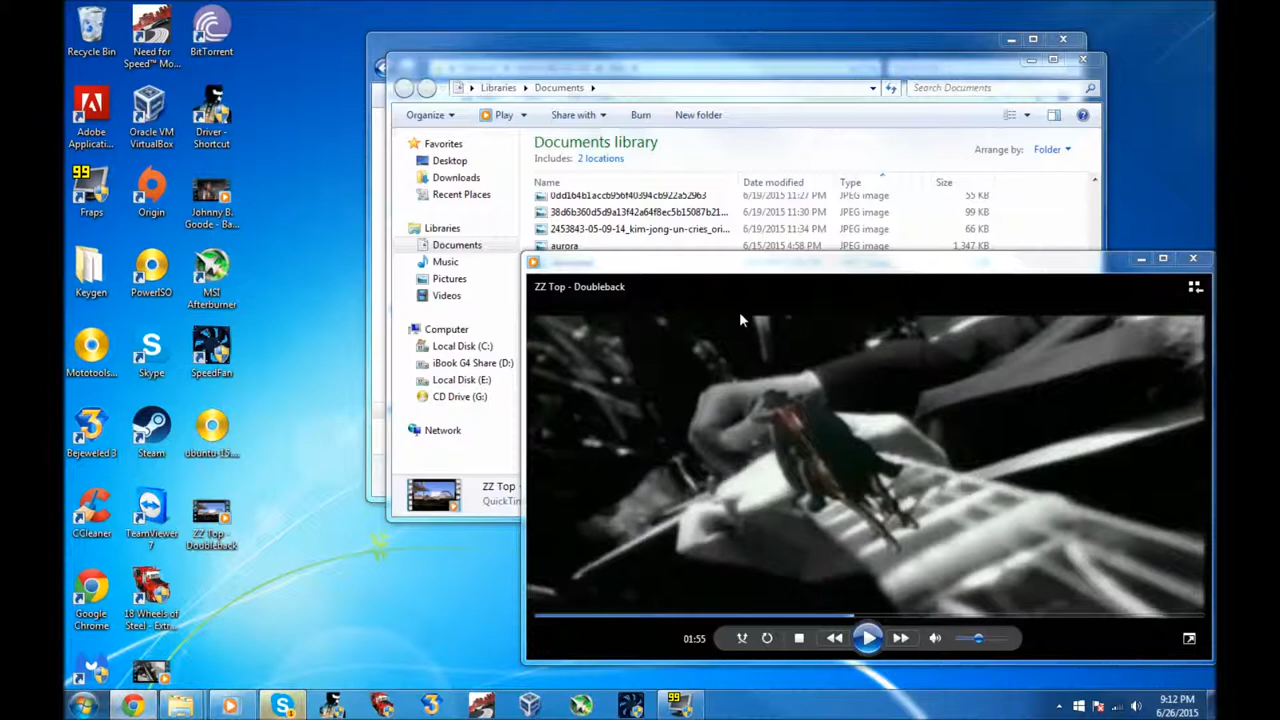 Recycle Bin
Need for
Speed™ Mo...
BitTorrent
Adobe
Applicati...
Oracle VM
VirtualBox
Driver -
Shortcut
99
Fraps
Origin
Johnny B.
Goode - Ba...
Keygen
PowerISO
MSI
Afterburner
Mototools...
Skype
SpeedFan
Bejeweled 3
Steam
ubuntu-15....
CCleaner
TeamViewer
7
ZZ Top -
Doubleback
Google
Chrome
18 Wheels of
Steel - Extr...
Libraries
Documents
Search Documents
Organize
Play
Share with
Burn
New folder
Favorites
Desktop
Downloads
Recent Places
Libraries
Documents
Music
Pictures
Videos
Computer
Local Disk (C:)
iBook G4 Share (D:)
Local Disk (E:)
CD Drive (G:)
Network
Documents library
Includes: 2 locations
Arrange by: Folder
Name Date modified Type Size
0dd164b1acc6956f40394cb922a52963 6/19/2015 11:27 PM JPEG image 55 KB
38d6b360d5d9a13f42a64f8ec5b15087b21... 6/19/2015 11:30 PM JPEG image 99 KB
2453843-05-09-14_kim-jong-un-cries_ori... 6/19/2015 11:34 PM JPEG image 66 KB
aurora 6/15/2015 4:58 PM JPEG image 1,347 KB
ZZ Top -
QuickTim
ZZ Top - Doubleback
01:55
99
9:12 PM
6/26/2015